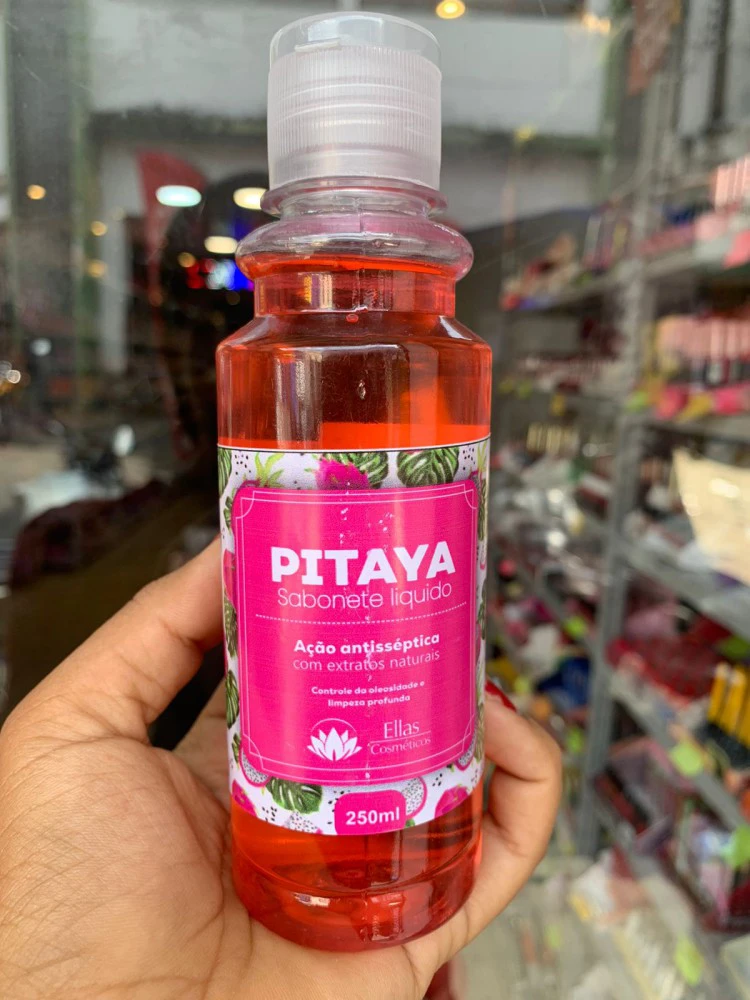 PITAYA
Sabonete líquido
Ação antisséptica
com extratos naturais
Controle da oleosidade e
limpeza profunda
Ellas
Cosméticos
250ml